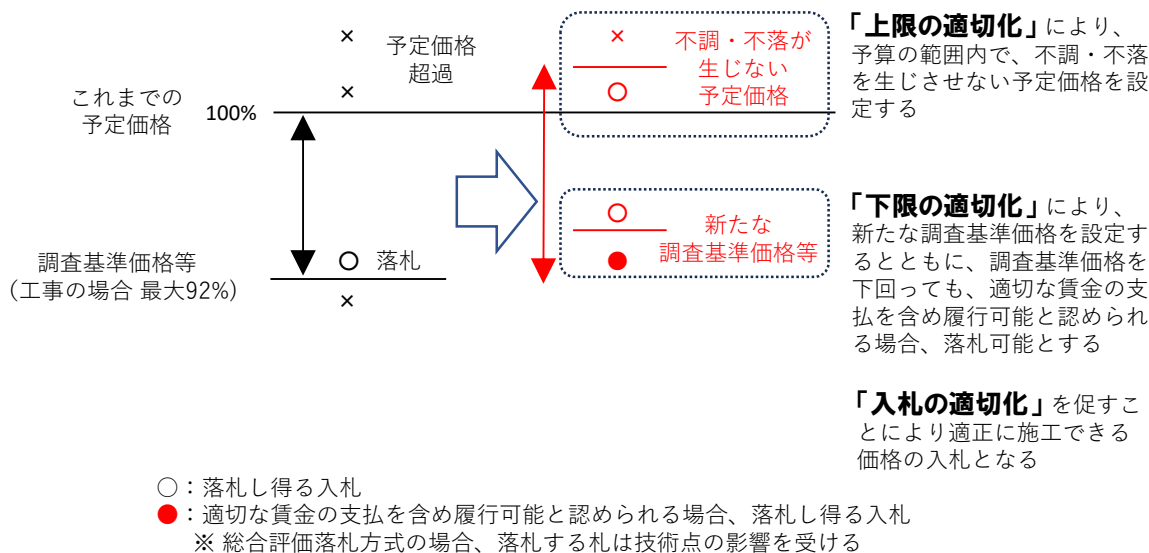 ×
予定価格
超過
×
これまでの
予定価格
100%
調査基準価格等
（工事の場合 最大92%）
○ 落札
×
×
不調・不落が
生じない
予定価格
○
○
新たな
調査基準価格等
●
「上限の適切化」により、
予算の範囲内で、不調・不落
を生じさせない予定価格を設
定する
「下限の適切化」により、
新たな調査基準価格を設定す
るとともに、調査基準価格を
下回っても、適切な賃金の支
払を含め履行可能と認められ
る場合、落札可能とする
「入札の適切化」を促すこ
とにより適正に施工できる
価格の入札となる
○：落札し得る入札
●：適切な賃金の支払を含め履行可能と認められる場合、落札し得る入札
※ 総合評価落札方式の場合、落札する札は技術点の影響を受ける